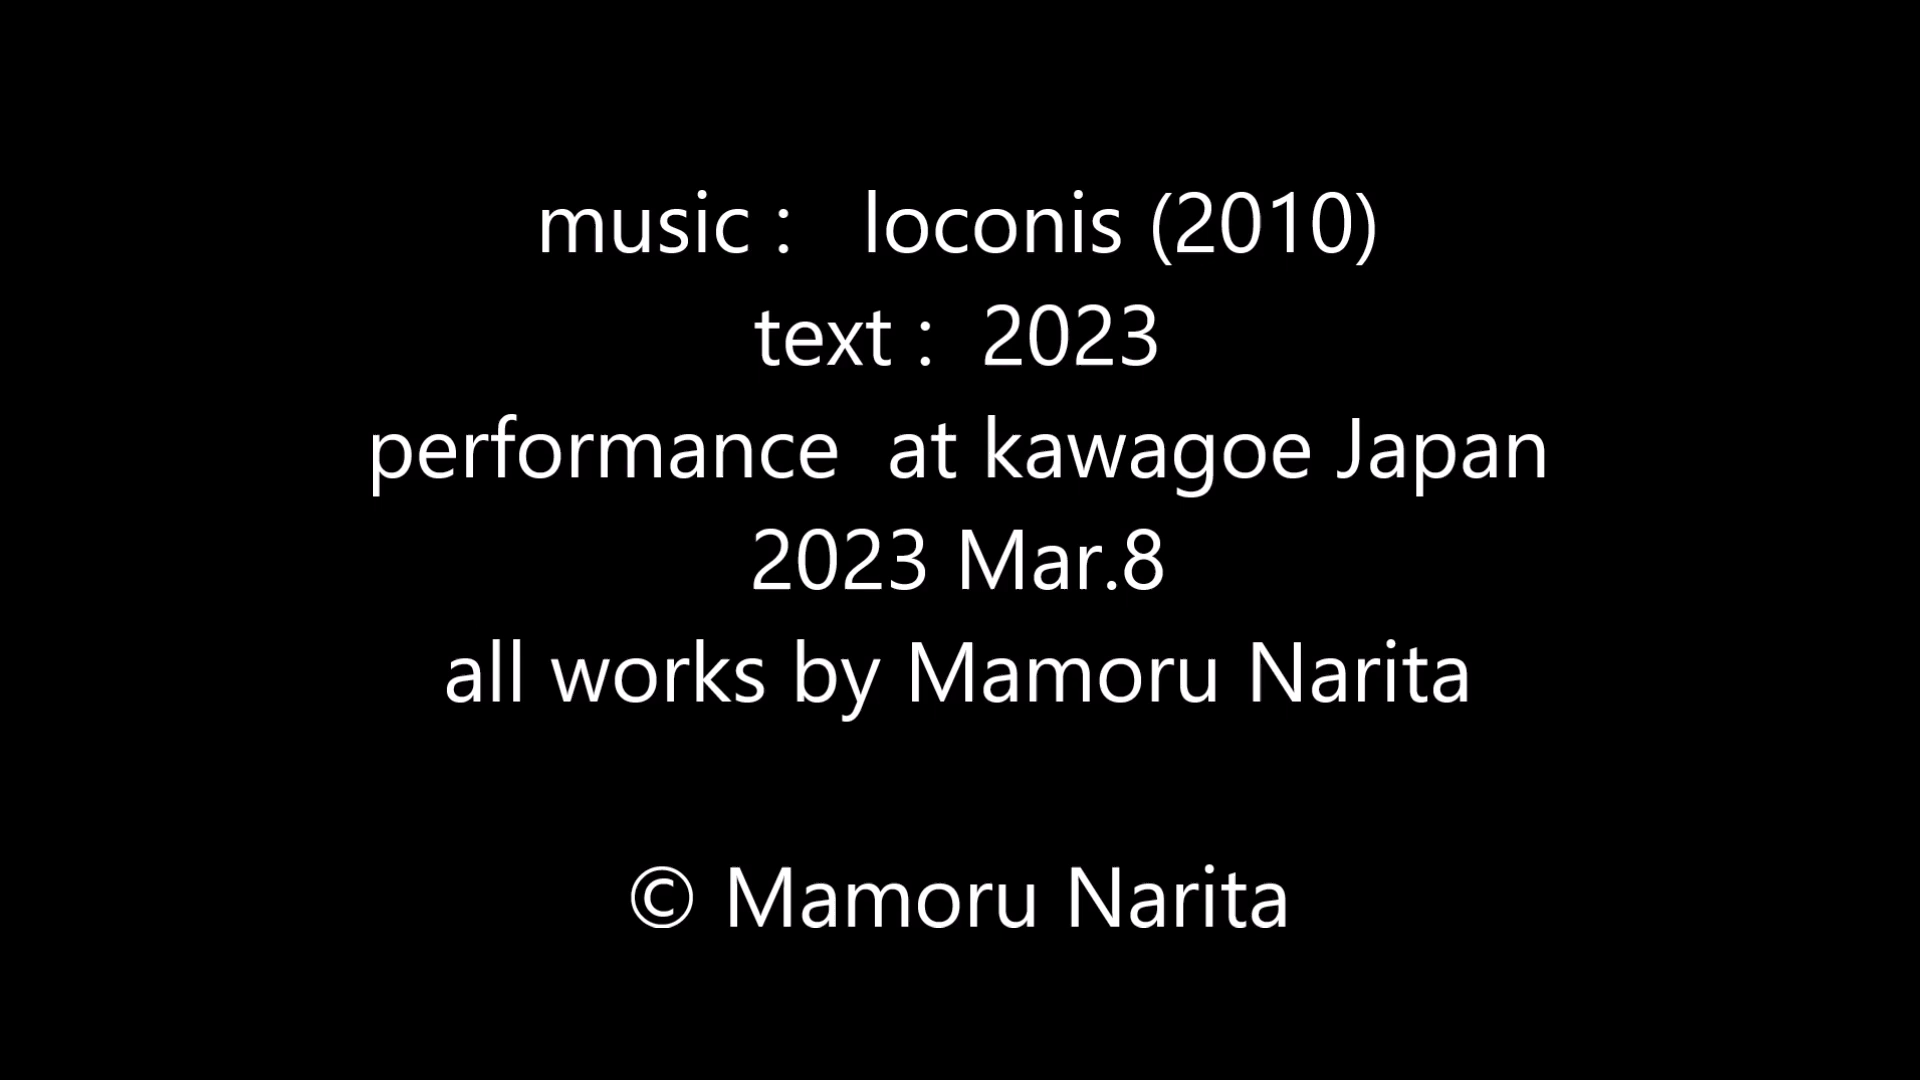 music :   loconis (2010)
text :  2023
performance  at kawagoe Japan
2023 Mar.8
all works by Mamoru Narita
© Mamoru Narita